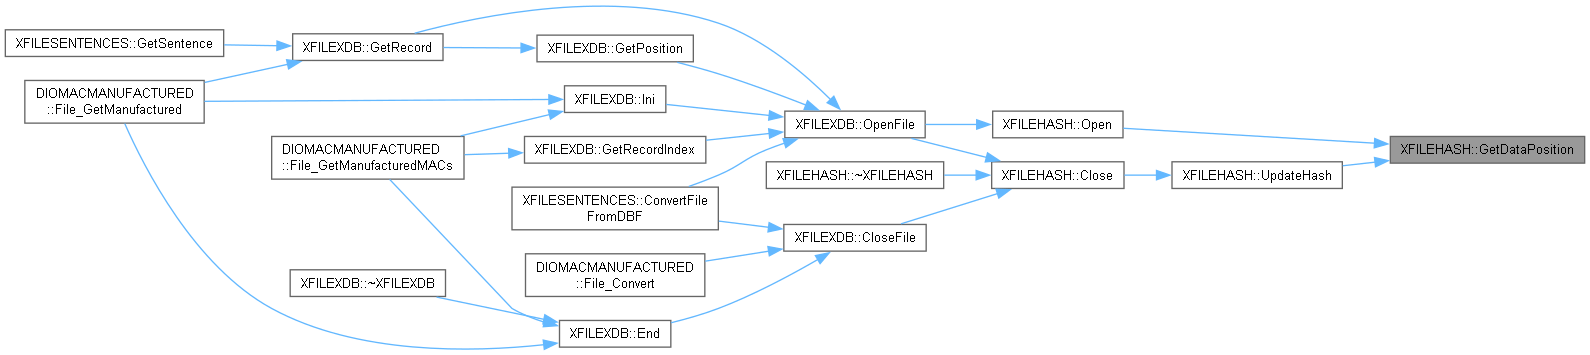 XFILESENTENCES::GetSentence
DIOMACMANUFACTURED
::File_GetManufactured
XFILEXDB::GetRecord
XFILEXDB::GetPosition
XFILEXDB::Ini
DIOMACMANUFACTURED
::File_GetManufacturedMACs
XFILEXDB::GetRecordIndex
XFILESENTENCES::ConvertFile
FromDBF
XFILEXDB::~XFILEXDB
DIOMACMANUFACTURED
::File_Convert
XFILEXDB::End
XFILEXDB::OpenFile
XFILEHASH::~XFILEHASH
XFILEXDB::CloseFile
XFILEHASH::Open
XFILEHASH::Close
XFILEHASH::UpdateHash
XFILEHASH::GetDataPosition